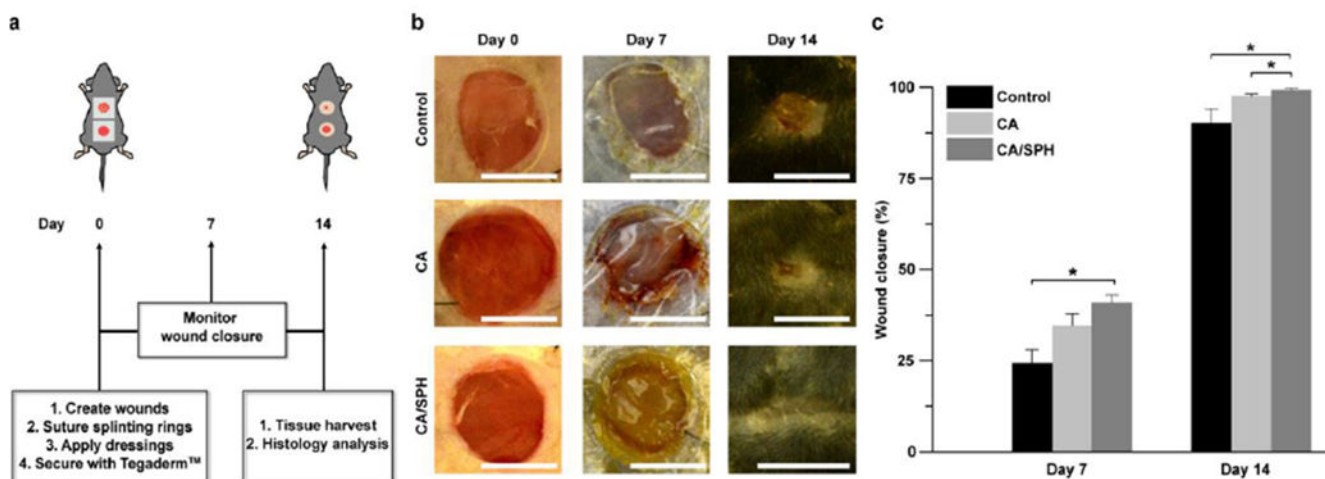 a
Day 0 7 14
Monitor
wound closure
1. Create wounds
2. Suture splinting rings
3. Apply dressings
4. Secure with Tegaderm™
1. Tissue harvest
2. Histology analysis
b
Day 0 Day 7 Day 14
Control
CA
CA/SPH
c
* *
*
Control
CA
CA/SPH
Wound closure (%)
100
75
50
25
0
Day 7 Day 14